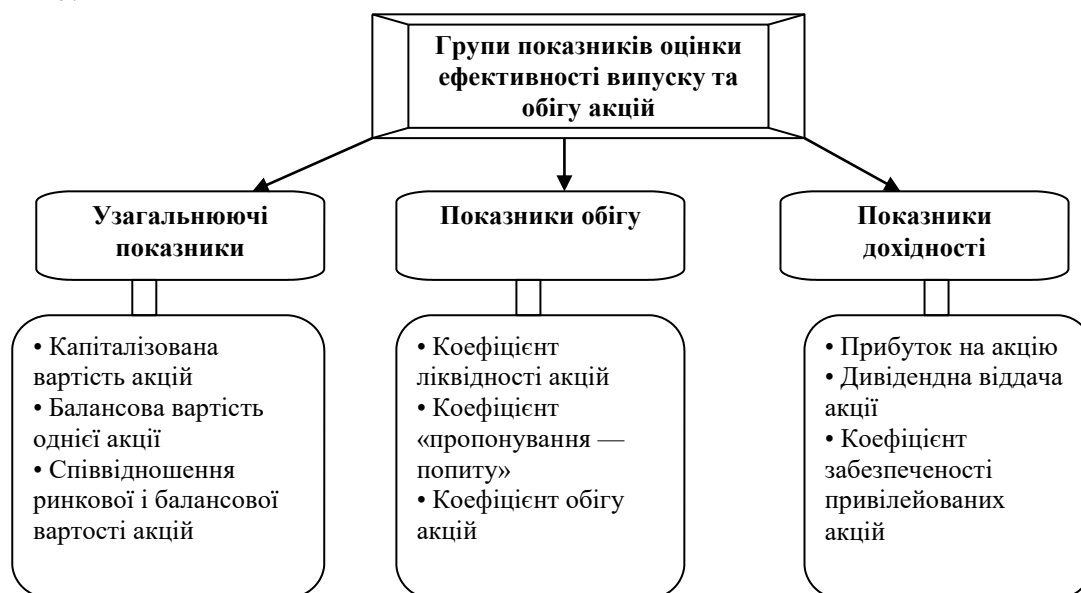 Групи показників оцінки
ефективності випуску та
обігу акцій
Узагальнюючі
показники
Показники обігу
Показники
дохідності
• Капіталізована
вартість акцій
• Балансова вартість
однієї акції
• Співвідношення
ринкової і балансової
вартості акцій
• Коефіцієнт
ліквідності акцій
• Коефіцієнт
«пропонування —
попиту»
• Коефіцієнт обігу
акцій
• Прибуток на акцію
• Дивідендна віддача
акції
• Коефіцієнт
забезпеченості
привілейованих
акцій